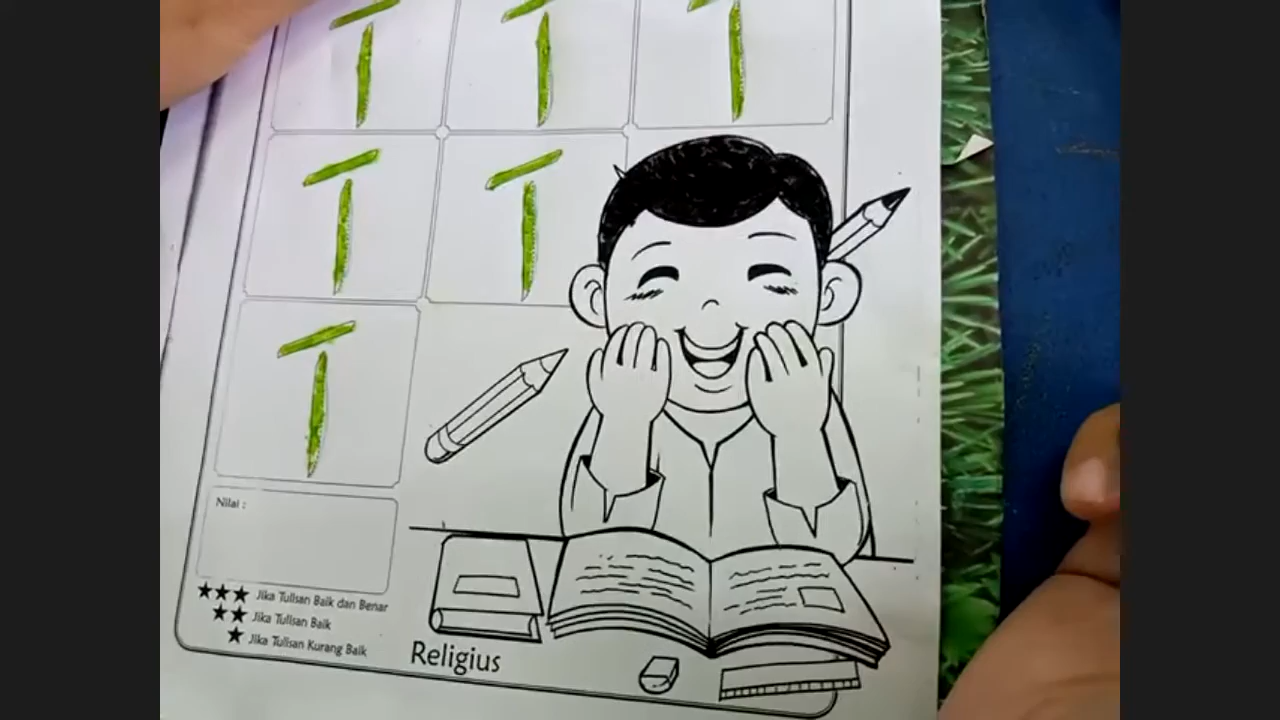 T T T
T T
T
Nilai :
★★★ Jika Tulisan Baik dan Benar
★★ Jika Tulisan Baik
★ Jika Tulisan Kurang Baik
Religius